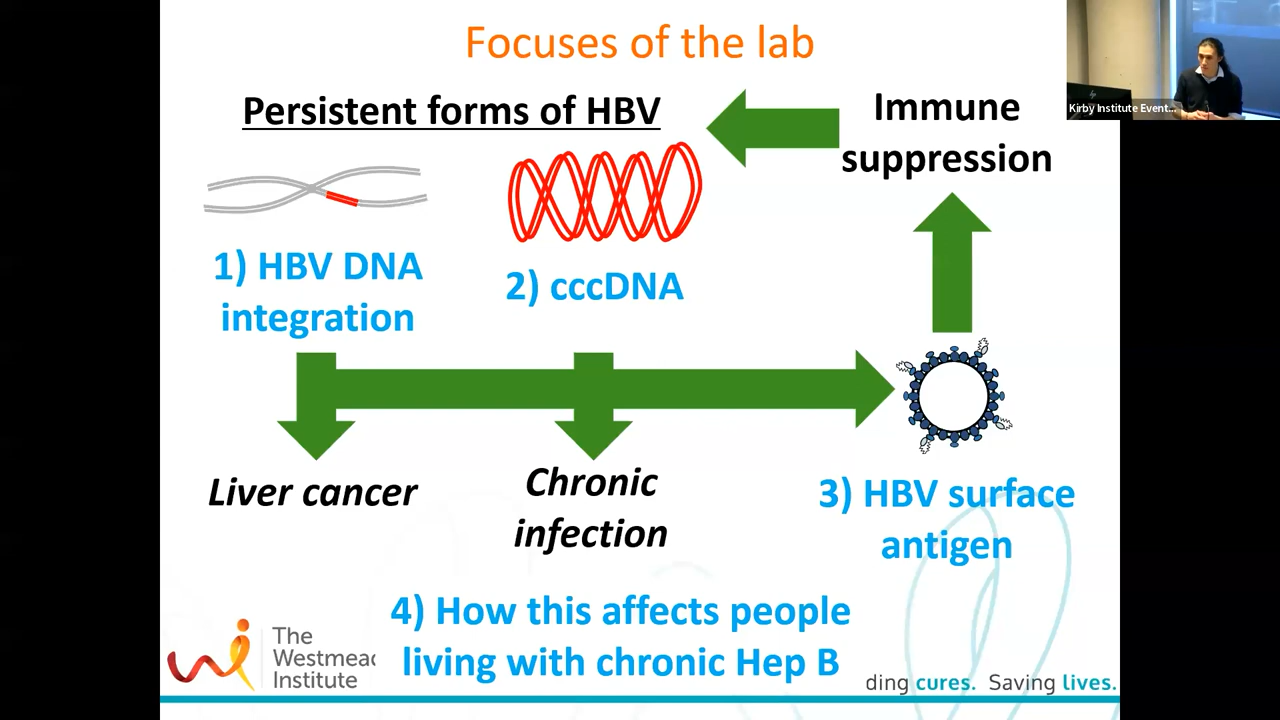 Focuses of the lab
Persistent forms of HBV
Immune
suppression
Kirby Institute Event...
1) HBV DNA
integration
2) cccDNA
Liver cancer
Chronic
infection
3) HBV surface
antigen
4) How this affects people
living with chronic Hep B
The
Westmead
Institute
ding cures. Saving lives.